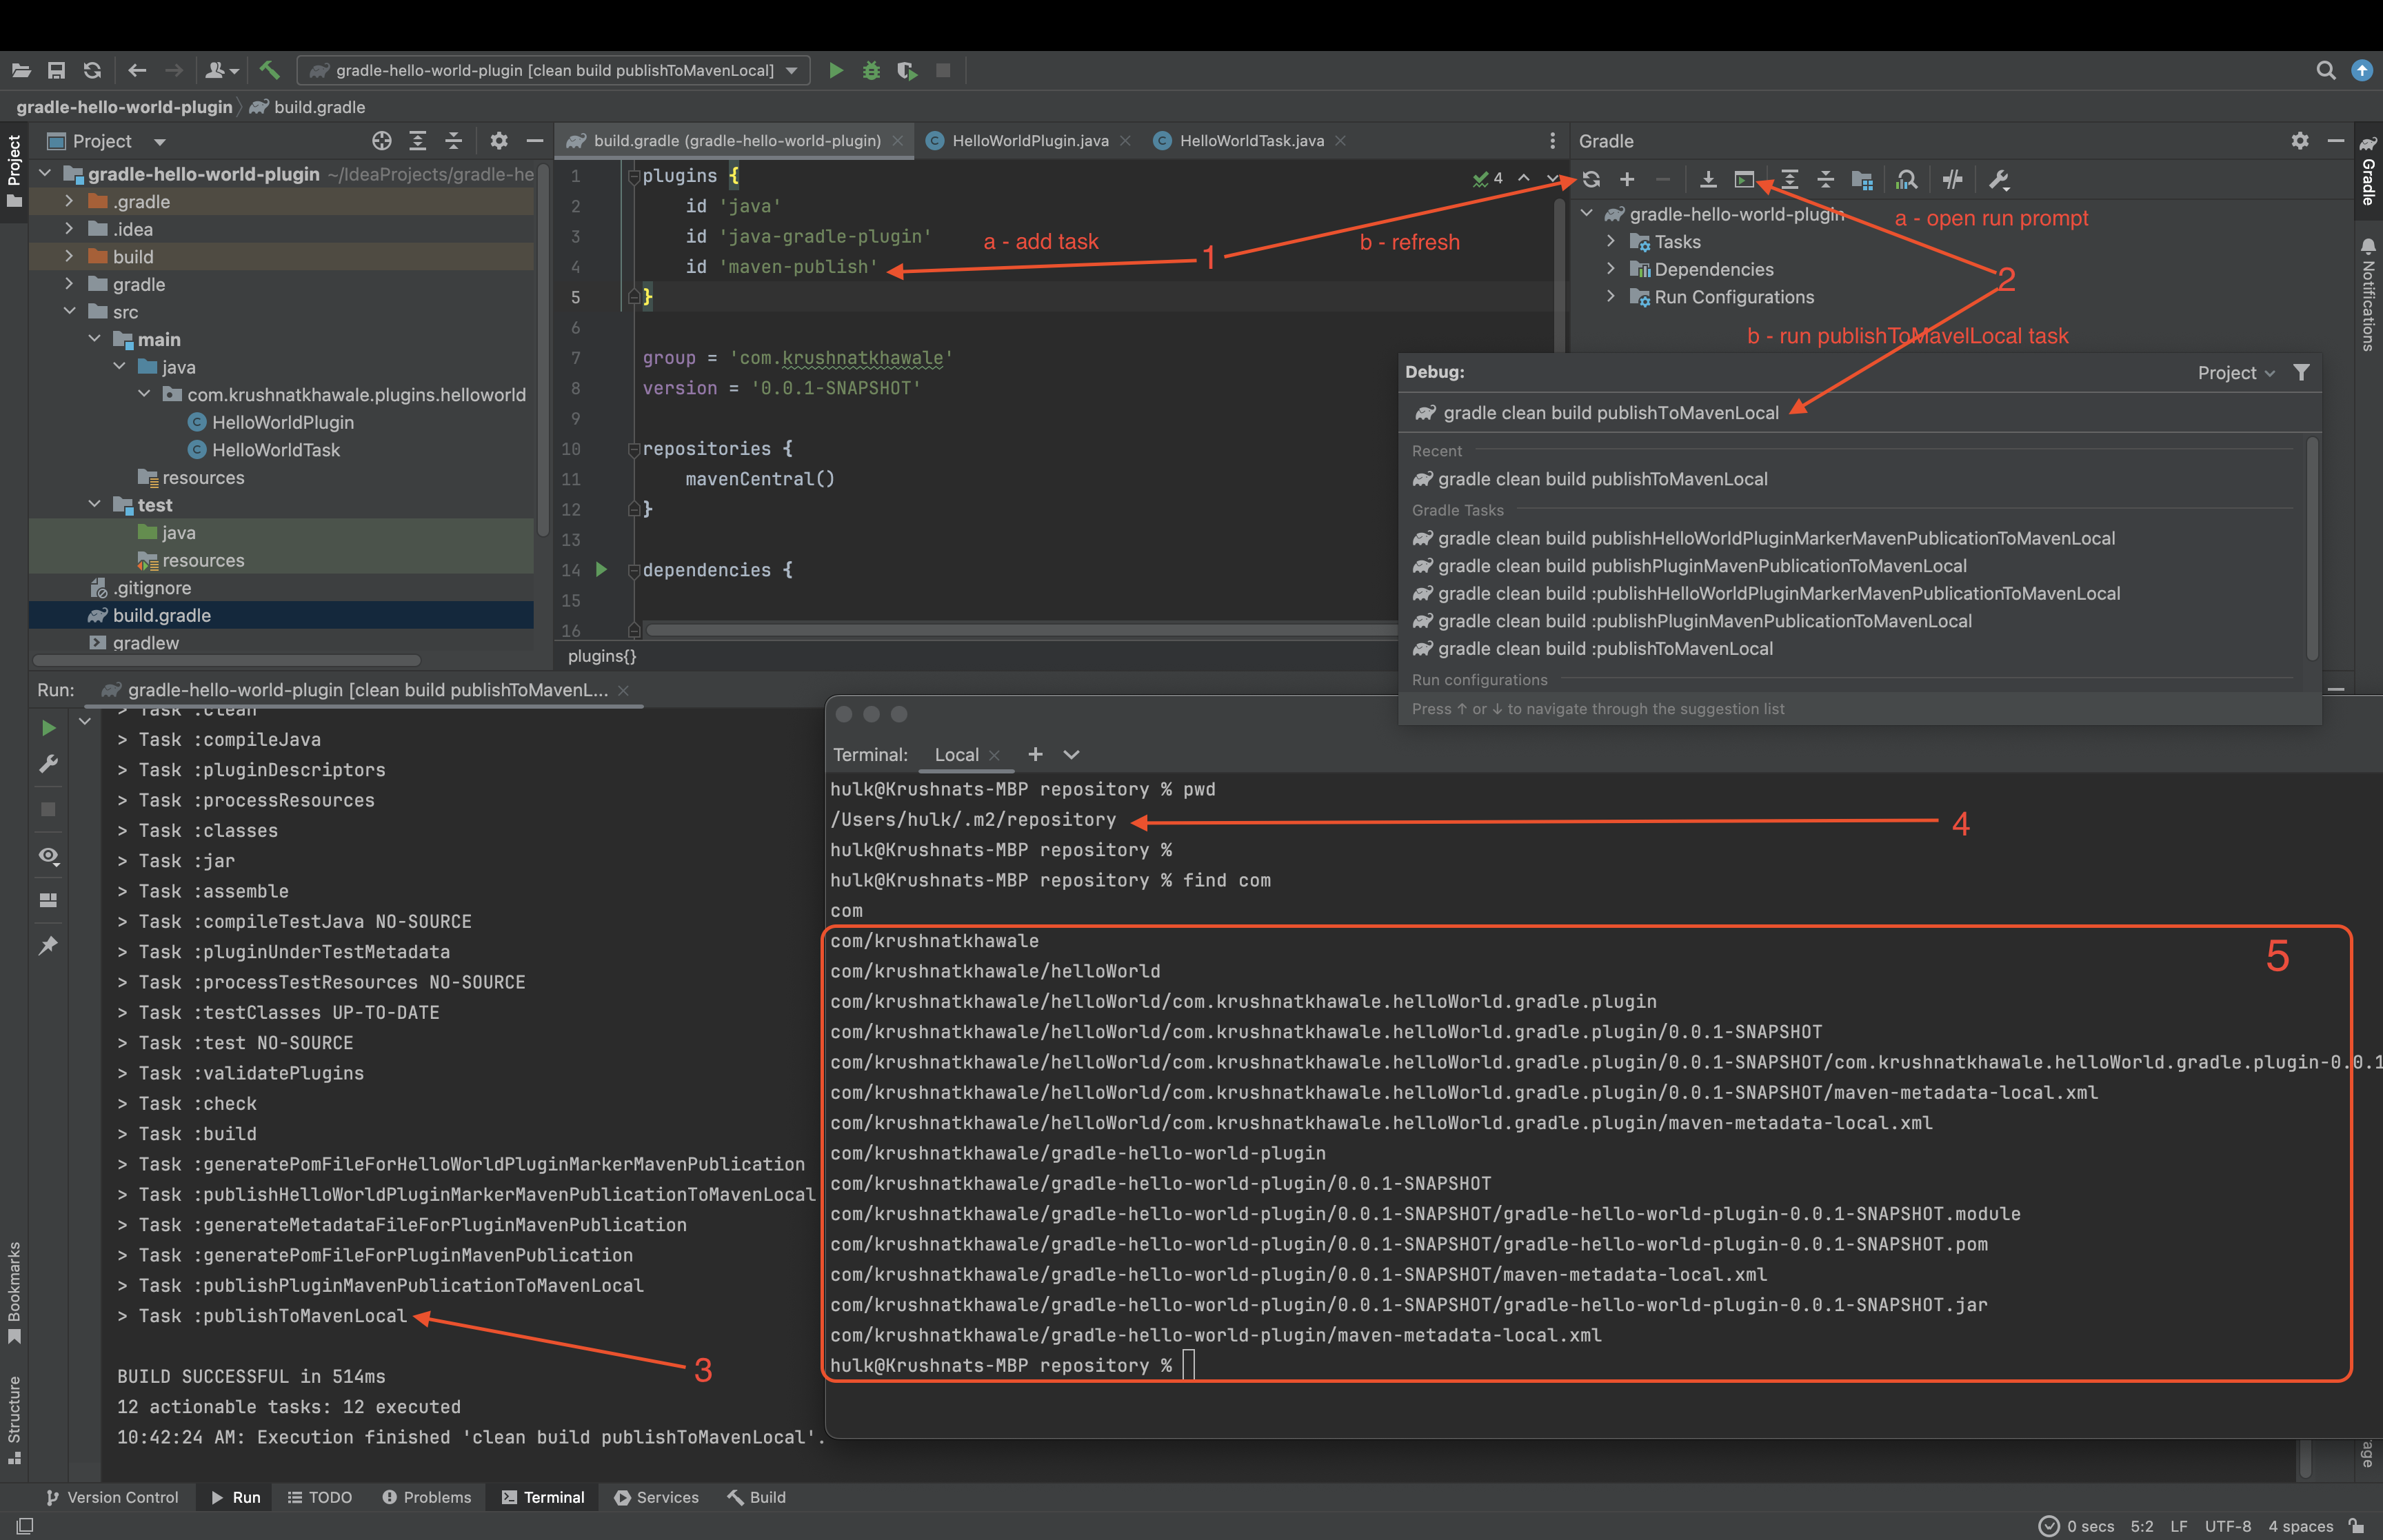 gradle-hello-world-plugin [clean build publishToMavenLocal]
gradle-hello-world-plugin
build.gradle
Project
Project
gradle-hello-world-plugin ~/IdeaProjects/gradle-he
.gradle
.idea
build
gradle
src
main
java
com.krushnatkhawale.plugins.helloworld
HelloWorldPlugin
HelloWorldTask
resources
test
java
resources
.gitignore
build.gradle
gradlew
build.gradle (gradle-hello-world-plugin)
HelloWorldPlugin.java
HelloWorldTask.java
1 plugins {
2 id 'java'
3 id 'java-gradle-plugin'
4 id 'maven-publish'
5 }
6
7 group = 'com.krushnatkhawale'
8 version = '0.0.1-SNAPSHOT'
9
10 repositories {
11 mavenCentral()
12 }
13
14 dependencies {
15
16
4
plugins{}
a - add task
1
b - refresh
Gradle
gradle-hello-world-plugin
Tasks
Dependencies
Run Configurations
a - open run prompt
2
b - run publishToMavelLocal task
Gradle
Notifications
Debug:
Project
gradle clean build publishToMavenLocal
Recent
gradle clean build publishToMavenLocal
Gradle Tasks
gradle clean build publishHelloWorldPluginMarkerMavenPublicationToMavenLocal
gradle clean build publishPluginMavenPublicationToMavenLocal
gradle clean build :publishHelloWorldPluginMarkerMavenPublicationToMavenLocal
gradle clean build :publishPluginMavenPublicationToMavenLocal
gradle clean build :publishToMavenLocal
Run configurations
Press ↑ or ↓ to navigate through the suggestion list
Run:
gradle-hello-world-plugin [clean build publishToMavenL...
> Task :clean
> Task :compileJava
> Task :pluginDescriptors
> Task :processResources
> Task :classes
> Task :jar
> Task :assemble
> Task :compileTestJava NO-SOURCE
> Task :pluginUnderTestMetadata
> Task :processTestResources NO-SOURCE
> Task :testClasses UP-TO-DATE
> Task :test NO-SOURCE
> Task :validatePlugins
> Task :check
> Task :build
> Task :generatePomFileForHelloWorldPluginMarkerMavenPublication
> Task :publishHelloWorldPluginMarkerMavenPublicationToMavenLocal
> Task :generateMetadataFileForPluginMavenPublication
> Task :generatePomFileForPluginMavenPublication
> Task :publishPluginMavenPublicationToMavenLocal
> Task :publishToMavenLocal
3
BUILD SUCCESSFUL in 514ms
12 actionable tasks: 12 executed
10:42:24 AM: Execution finished 'clean build publishToMavenLocal'.
Terminal:
Local
hulk@Krushnats-MBP repository % pwd
/Users/hulk/.m2/repository
4
hulk@Krushnats-MBP repository %
hulk@Krushnats-MBP repository % find com
com
com/krushnatkhawale
5
com/krushnatkhawale/helloWorld
com/krushnatkhawale/helloWorld/com.krushnatkhawale.helloWorld.gradle.plugin
com/krushnatkhawale/helloWorld/com.krushnatkhawale.helloWorld.gradle.plugin/0.0.1-SNAPSHOT
com/krushnatkhawale/helloWorld/com.krushnatkhawale.helloWorld.gradle.plugin/0.0.1-SNAPSHOT/com.krushnatkhawale.helloWorld.gradle.plugin-0.0.1
com/krushnatkhawale/helloWorld/com.krushnatkhawale.helloWorld.gradle.plugin/0.0.1-SNAPSHOT/maven-metadata-local.xml
com/krushnatkhawale/helloWorld/com.krushnatkhawale.helloWorld.gradle.plugin/maven-metadata-local.xml
com/krushnatkhawale/gradle-hello-world-plugin
com/krushnatkhawale/gradle-hello-world-plugin/0.0.1-SNAPSHOT
com/krushnatkhawale/gradle-hello-world-plugin/0.0.1-SNAPSHOT/gradle-hello-world-plugin-0.0.1-SNAPSHOT.module
com/krushnatkhawale/gradle-hello-world-plugin/0.0.1-SNAPSHOT/gradle-hello-world-plugin-0.0.1-SNAPSHOT.pom
com/krushnatkhawale/gradle-hello-world-plugin/0.0.1-SNAPSHOT/maven-metadata-local.xml
com/krushnatkhawale/gradle-hello-world-plugin/0.0.1-SNAPSHOT/gradle-hello-world-plugin-0.0.1-SNAPSHOT.jar
com/krushnatkhawale/gradle-hello-world-plugin/maven-metadata-local.xml
hulk@Krushnats-MBP repository %
Bookmarks
Structure
Version Control
Run
TODO
Problems
Terminal
Services
Build
0 secs
5:2
LF
UTF-8
4 spaces